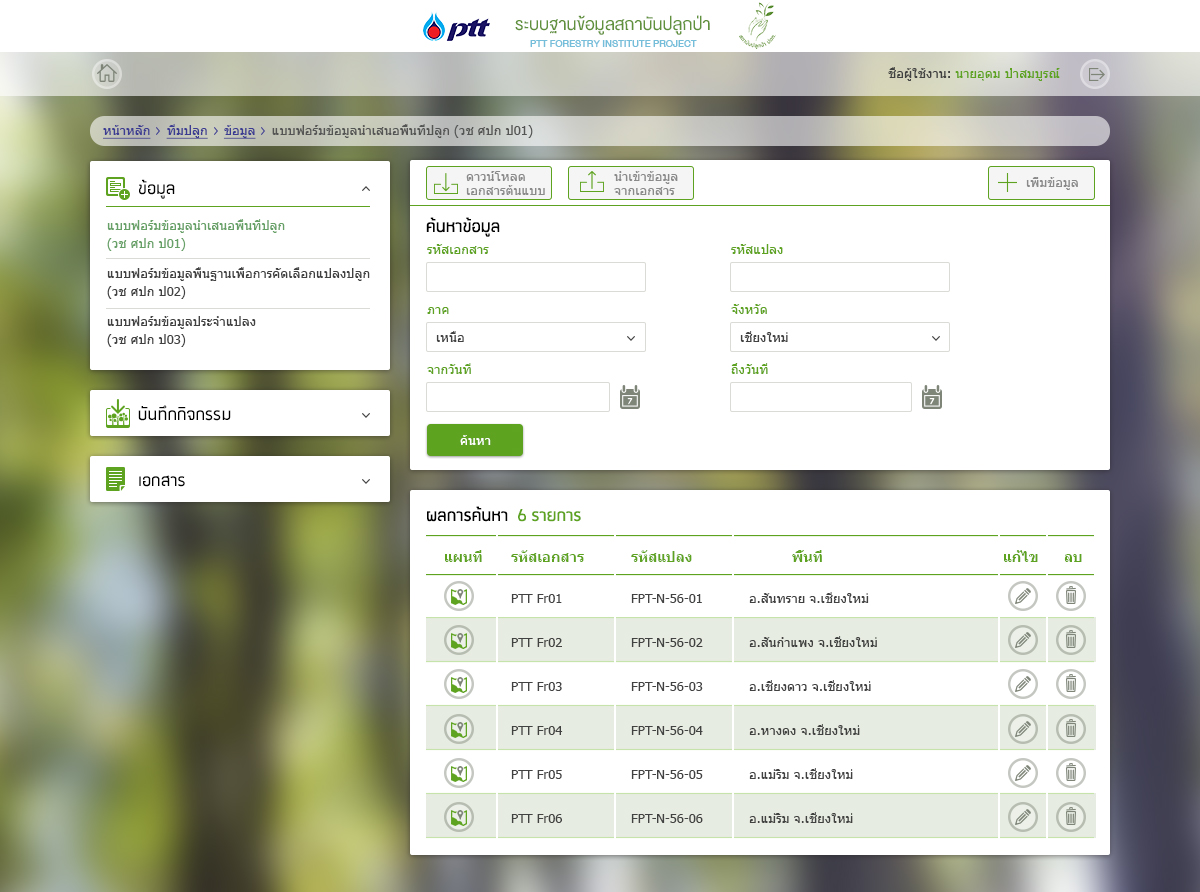 ptt
ระบบฐานข้อมูลสถาบันปลูกป่า
PTT FORESTRY INSTITUTE PROJECT
ชื่อผู้ใช้งาน: นายอุดม ป่าสมบูรณ์
หน้าหลัก > ทีมปลูก > ข้อมูล > แบบฟอร์มข้อมูลนำเสนอพื้นที่ปลูก (วช ศปก ป01)
ข้อมูล
แบบฟอร์มข้อมูลนำเสนอพื้นที่ปลูก
(วช ศปก ป01)
แบบฟอร์มข้อมูลพื้นฐานเพื่อการคัดเลือกแปลงปลูก
(วช ศปก ป02)
แบบฟอร์มข้อมูลประจำแปลง
(วช ศปก ป03)
บันทึกกิจกรรม
เอกสาร
ดาวน์โหลด
เอกสารต้นแบบ
นำเข้าข้อมูล
จากเอกสาร
เพิ่มข้อมูล
ค้นหาข้อมูล
รหัสเอกสาร รหัสแปลง
ภาค จังหวัด
เหนือ เชียงใหม่
จากวันที่ ถึงวันที่
7 7
ค้นหา
ผลการค้นหา 6 รายการ
แผนที่ รหัสเอกสาร รหัสแปลง พื้นที่ แก้ไข ลบ
PTT Fr01 FPT-N-56-01 อ.สันทราย จ.เชียงใหม่
PTT Fr02 FPT-N-56-02 อ.สันกำแพง จ.เชียงใหม่
PTT Fr03 FPT-N-56-03 อ.เชียงดาว จ.เชียงใหม่
PTT Fr04 FPT-N-56-04 อ.หางดง จ.เชียงใหม่
PTT Fr05 FPT-N-56-05 อ.แม่ริม จ.เชียงใหม่
PTT Fr06 FPT-N-56-06 อ.แม่ริม จ.เชียงใหม่